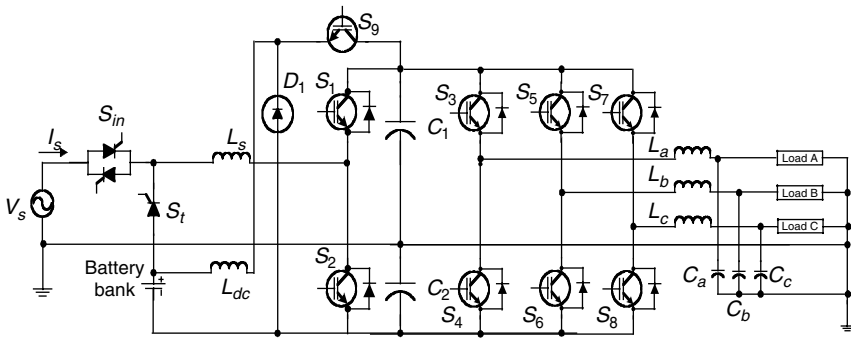 S9
D1
S1
S3
S5
S7
Sin
C1
Is
Ls
La
Load A
Lb
Load B
Vs
St
Lc
Load C
S2
Battery
bank
Ldc
C2
Ca
Cc
S4
S6
S8
Cb
+